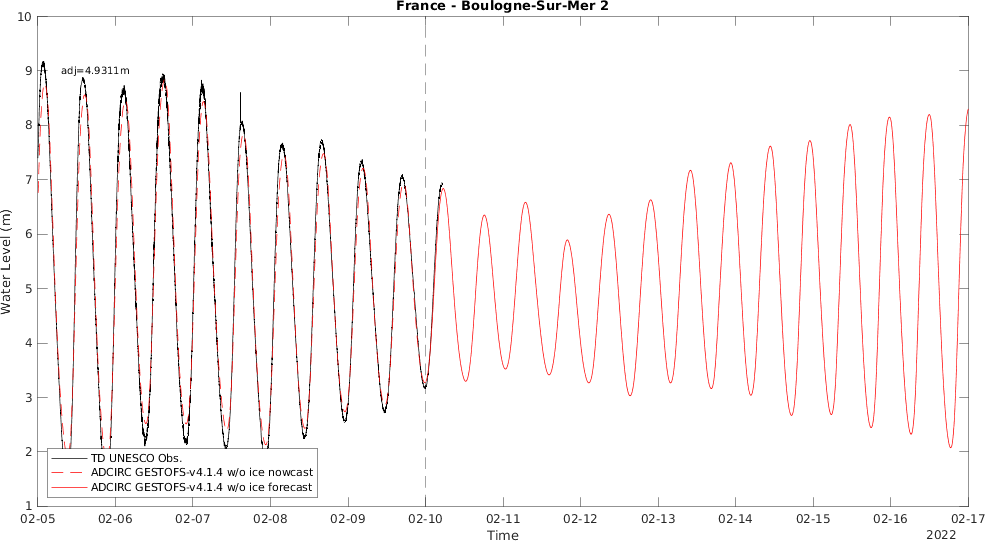 France - Boulogne-Sur-Mer 2
10
9
8
7
6
5
4
3
2
1
Water Level (m)
adj=4.9311m
TD UNESCO Obs.
ADCIRC GESTOFS-v4.1.4 w/o ice nowcast
ADCIRC GESTOFS-v4.1.4 w/o ice forecast
02-05 02-06 02-07 02-08 02-09 02-10 02-11 02-12 02-13 02-14 02-15 02-16 02-17
Time
2022